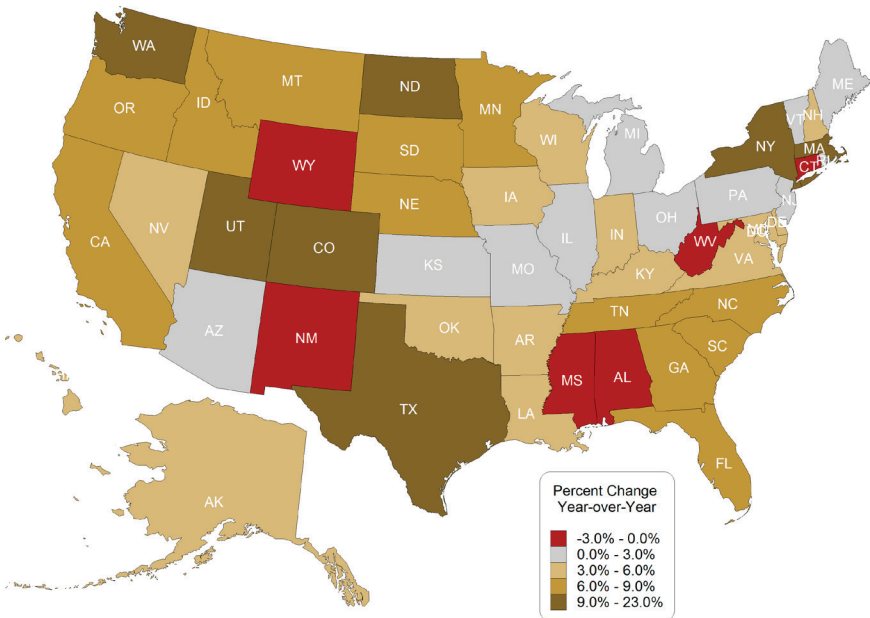 WA
ME
MT
ND
VT
NH
OR
ID
MN
MI
NY
MA
WI
SD
CT
WY
PA
IA
NJ
NE
OH
NV
UT
IL
IN
DE
CO
WV
CA
VA
KS
MO
KY
NC
TN
AZ
OK
NM
AR
SC
MS
AL
GA
TX
LA
FL
AK
Percent Change
Year-over-Year
-3.0% - 0.0%
0.0% - 3.0%
3.0% - 6.0%
6.0% - 9.0%
9.0% - 23.0%